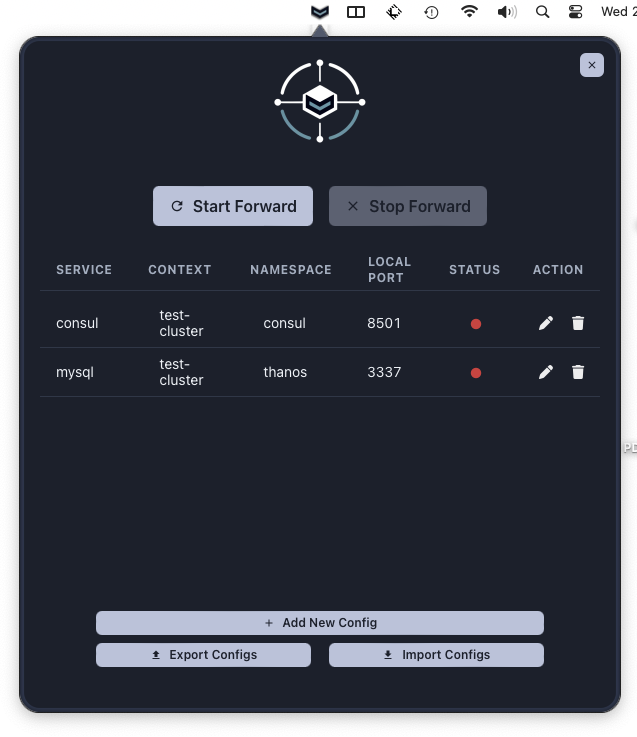 Wed 2
Start Forward
Stop Forward
SERVICE CONTEXT NAMESPACE LOCAL PORT STATUS ACTION
consul test-cluster consul 8501
mysql test-cluster thanos 3337
Add New Config
Export Configs
Import Configs